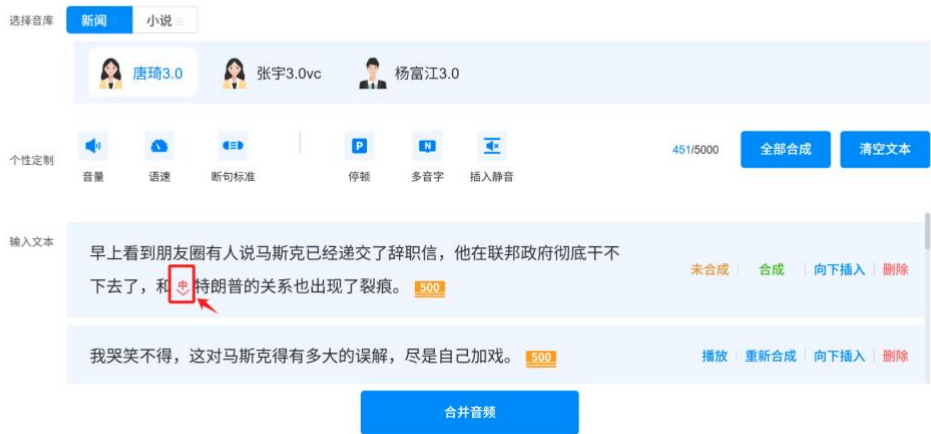 选择音库 新闻 小说
唐琦3.0 张宇3.0vc 杨富江3.0
个性定制 音量 语速 断句标准 P 停顿 N 多音字 插入静音 451/5000 全部合成 清空文本
输入文本
早上看到朋友圈有人说马斯克已经递交了辞职信，他在联邦政府彻底干不
下去了，和 中 特朗普的关系也出现了裂痕。 500
未合成 合成 向下插入 删除
我哭笑不得，这对马斯克得有多大的误解，尽是自己加戏。 500
播放 重新合成 向下插入 删除
合并音频